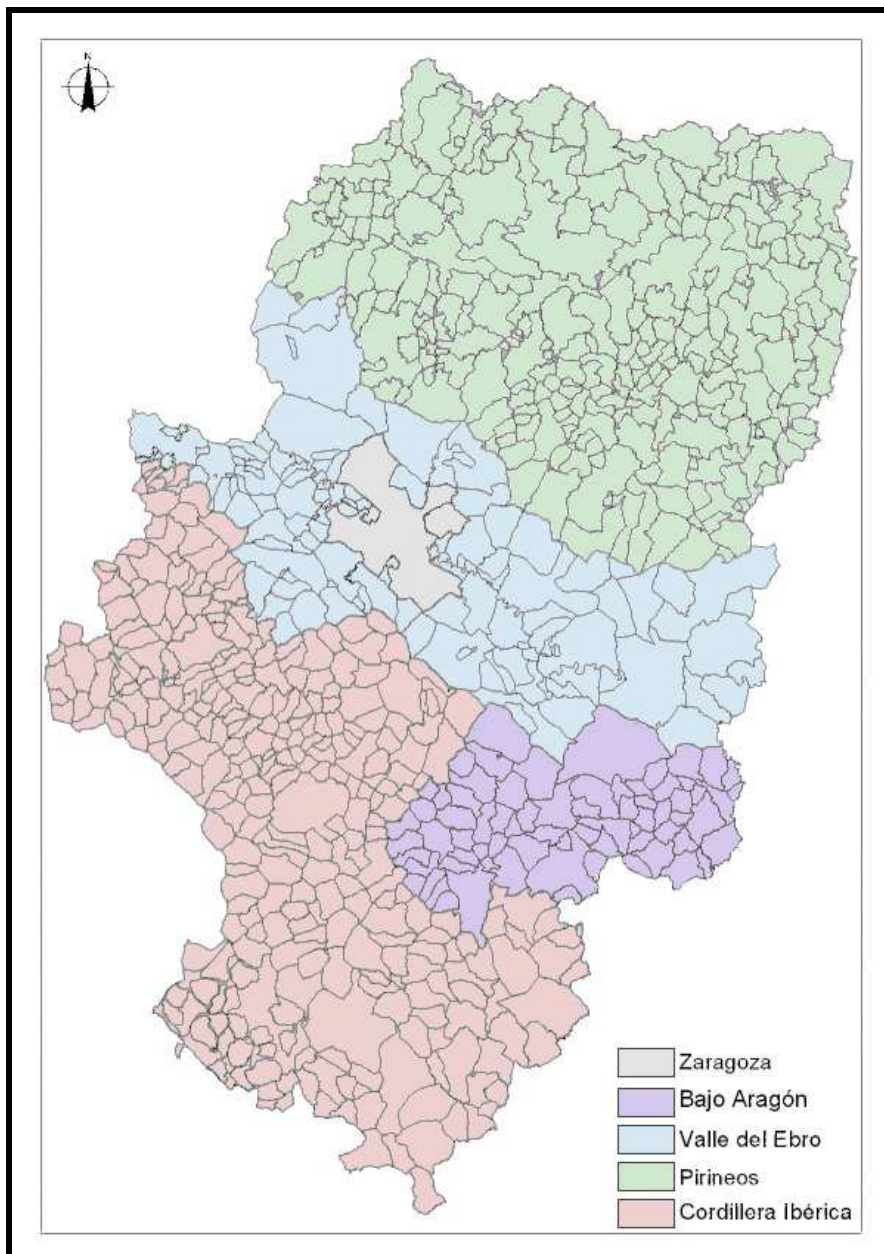 N
Zaragoza
Bajo Aragón
Valle del Ebro
Pirineos
Cordillera Ibérica